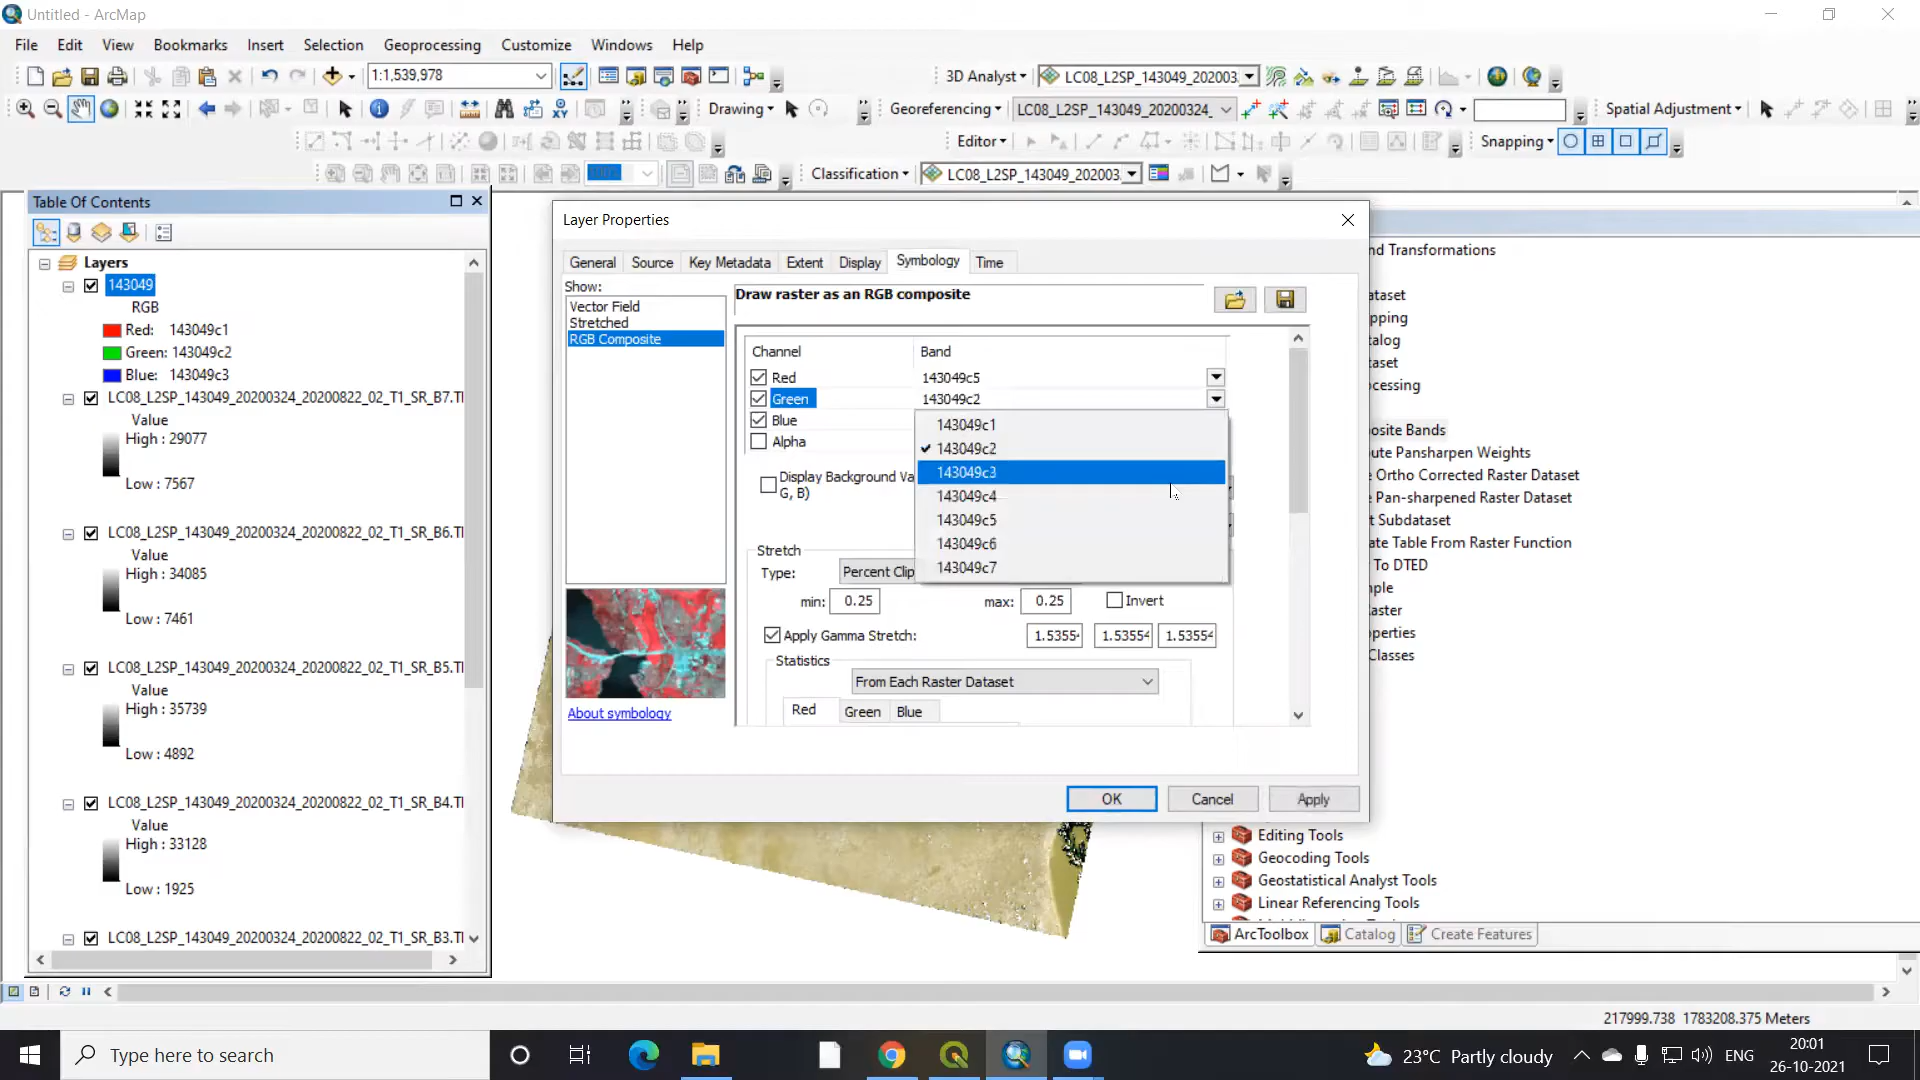 Untitled - ArcMap
File Edit View Bookmarks Insert Selection Geoprocessing Customize Windows Help
1:1,539,978
3D Analyst LC08_L2SP_143049_202003
Drawing
Georeferencing LC08_L2SP_143049_20200324_
Spatial Adjustment
Editor
Snapping
Classification LC08_L2SP_143049_202003
Table Of Contents
Layers
143049
RGB
Red: 143049c1
Green: 143049c2
Blue: 143049c3
LC08_L2SP_143049_20200324_20200822_02_T1_SR_B7.TI
Value
High : 29077
Low : 7567
LC08_L2SP_143049_20200324_20200822_02_T1_SR_B6.TI
Value
High : 34085
Low : 7461
LC08_L2SP_143049_20200324_20200822_02_T1_SR_B5.TI
Value
High : 35739
Low : 4892
LC08_L2SP_143049_20200324_20200822_02_T1_SR_B4.TI
Value
High : 33128
Low : 1925
LC08_L2SP_143049_20200324_20200822_02_T1_SR_B3.TI
Layer Properties
General Source Key Metadata Extent Display Symbology Time
Show:
Vector Field
Stretched
RGB Composite
About symbology
Draw raster as an RGB composite
Channel Band
Red 143049c5
Green 143049c2
Blue
Alpha
143049c1
143049c2
143049c3
143049c4
143049c5
143049c6
143049c7
Display Background Va
G, B)
Stretch
Type: Percent Clip
min: 0.25 max: 0.25 Invert
Apply Gamma Stretch: 1.5355 1.5355 1.5355
Statistics
From Each Raster Dataset
Red Green Blue
OK Cancel Apply
nd Transformations
ataset
pping
talog
taset
cessing
osite Bands
ute Pansharpen Weights
e Ortho Corrected Raster Dataset
e Pan-sharpened Raster Dataset
t Subdataset
ate Table From Raster Function
To DTED
ple
aster
perties
Classes
Editing Tools
Geocoding Tools
Geostatistical Analyst Tools
Linear Referencing Tools
ArcToolbox Catalog Create Features
217999.738 1783208.375 Meters
Type here to search
23°C Partly cloudy
ENG
20:01
26-10-2021